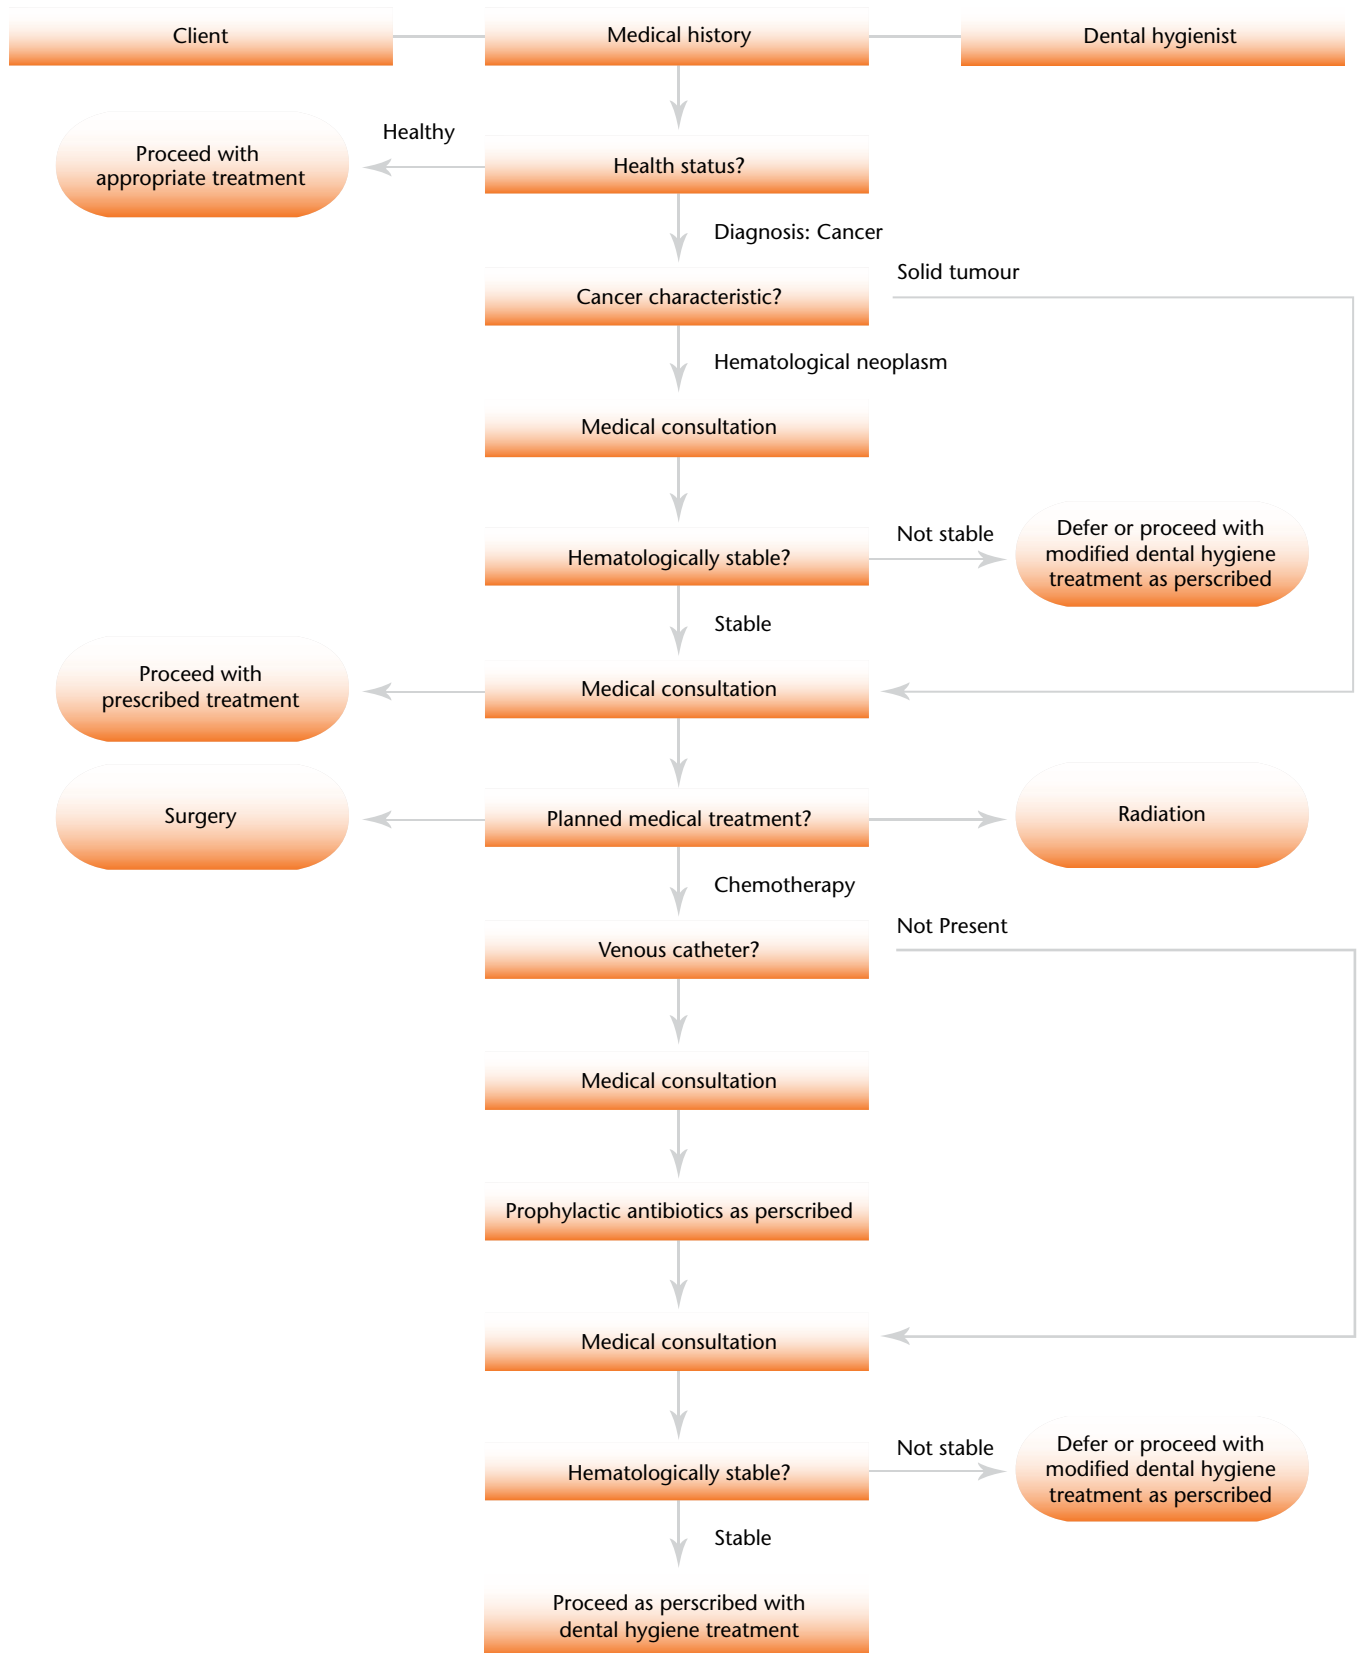 Client
Medical history
Dental hygienist
Healthy
Proceed with
appropriate treatment
Health status?
Diagnosis: Cancer
Solid tumour
Cancer characteristic?
Hematological neoplasm
Medical consultation
Not stable
Defer or proceed with
modified dental hygiene
treatment as perscribed
Hematologically stable?
Stable
Proceed with
prescribed treatment
Medical consultation
Surgery
Planned medical treatment?
Radiation
Chemotherapy
Not Present
Venous catheter?
Medical consultation
Prophylactic antibiotics as perscribed
Medical consultation
Not stable
Defer or proceed with
modified dental hygiene
treatment as perscribed
Hematologically stable?
Stable
Proceed as perscribed with
dental hygiene treatment